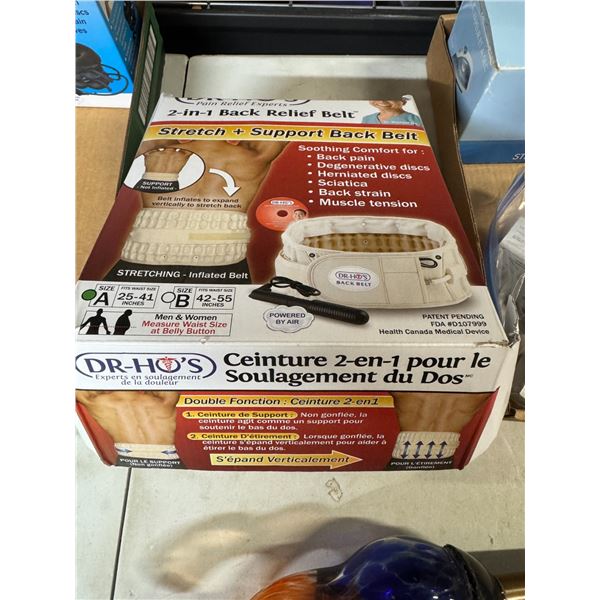 DR-HO'S
Pain Relief Experts
2-in-1 Back Relief Belt™
Stretch + Support Back Belt
Soothing Comfort for :
• Back pain
• Degenerative discs
• Herniated discs
• Sciatica
• Back strain
• Muscle tension
SUPPORT
Not Inflated
Belt inflates to expand
vertically to stretch back
DR-HO'S
STRETCHING - Inflated Belt
DR-HO'S
BACK BELT
SIZE A FITS WAIST SIZE 25-41 INCHES
SIZE B FITS WAIST SIZE 42-55 INCHES
POWERED
BY AIR
Men & Women
Measure Waist Size
at Belly Button
PATENT PENDING
FDA #D107999
Health Canada Medical Device
DR-HO'S
Experts en soulagement
de la douleur
Ceinture 2-en-1 pour le
Soulagement du Dos MC
Double Fonction : Ceinture 2-en1
1. Ceinture de Support : Non gonflée, la
ceinture agit comme un support pour
soutenir le bas du dos.
2. Ceinture D'étirement : Lorsque gonflée, la
ceinture s'épand verticalement pour aider à
étirer le bas du dos.
S'épand Verticalement
POUR LE SUPPORT
(Non gonflée)
POUR L'ÉTIREMENT
(Gonflée)